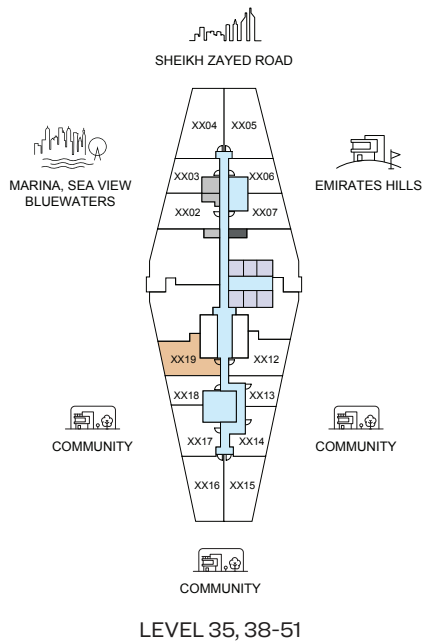 SHEIKH ZAYED ROAD
XX04
XX05
MARINA, SEA VIEW
BLUEWATERS
EMIRATES HILLS
XX03
XX06
XX02
XX07
XX19
XX12
XX18
XX13
COMMUNITY
COMMUNITY
XX17
XX14
XX16
XX15
COMMUNITY
LEVEL 35, 38-51